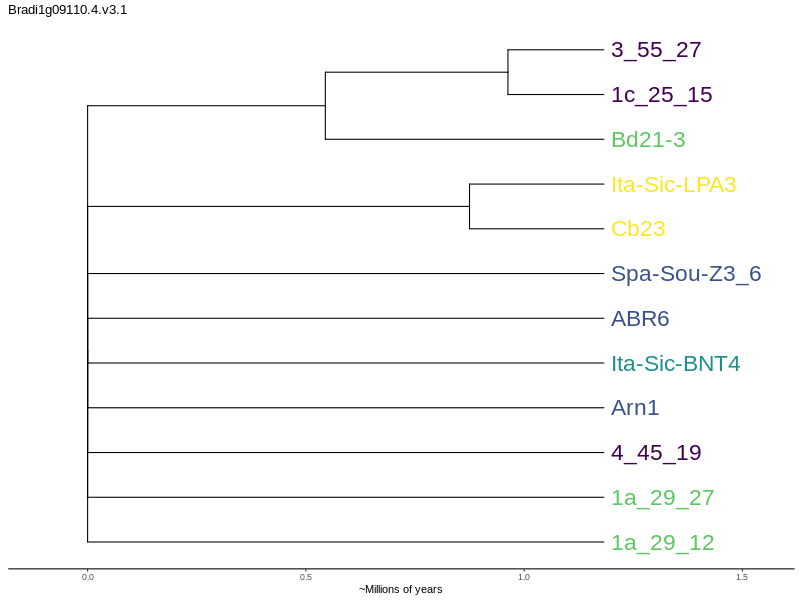 Bradi1g09110.4.v3.1
3_55_27
1c_25_15
Bd21-3
Ita-Sic-LPA3
Cb23
Spa-Sou-Z3_6
ABR6
Ita-Sic-BNT4
Arn1
4_45_19
1a_29_27
1a_29_12
0.0 0.5 1.0 1.5
~Millions of years